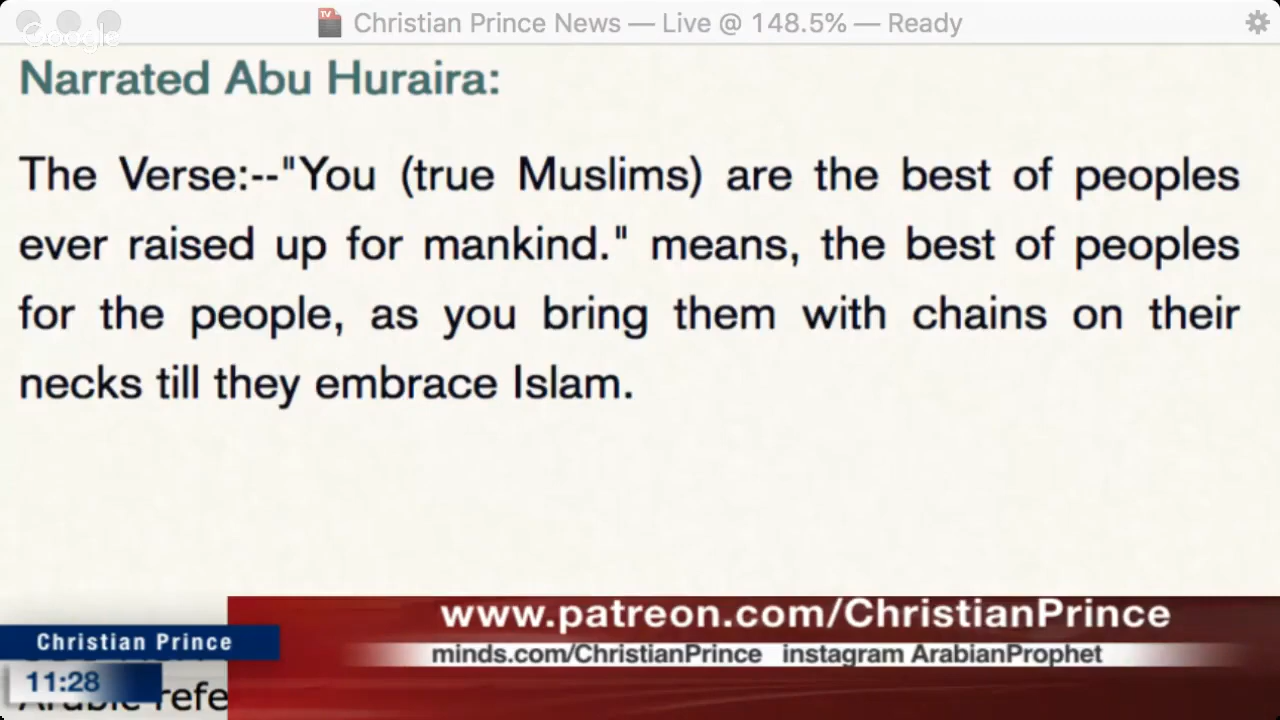 Christian Prince News — Live @ 148.5% — Ready
Google
Narrated Abu Huraira:
The Verse:--"You (true Muslims) are the best of peoples
ever raised up for mankind." means, the best of peoples
for the people, as you bring them with chains on their
necks till they embrace Islam.
www.patreon.com/ChristianPrince
Christian Prince
minds.com/ChristianPrince instagram ArabianProphet
11:28